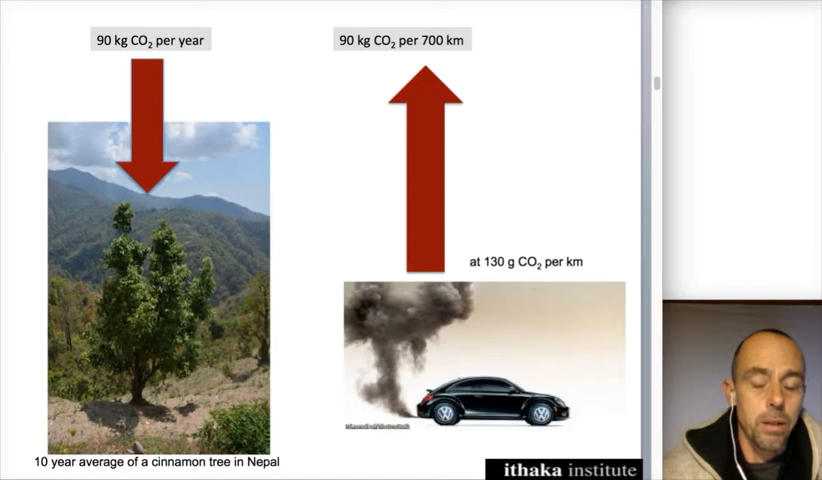 90 kg CO₂ per year
90 kg CO₂ per 700 km
at 130 g CO₂ per km
10 year average of a cinnamon tree in Nepal
ithaka institute